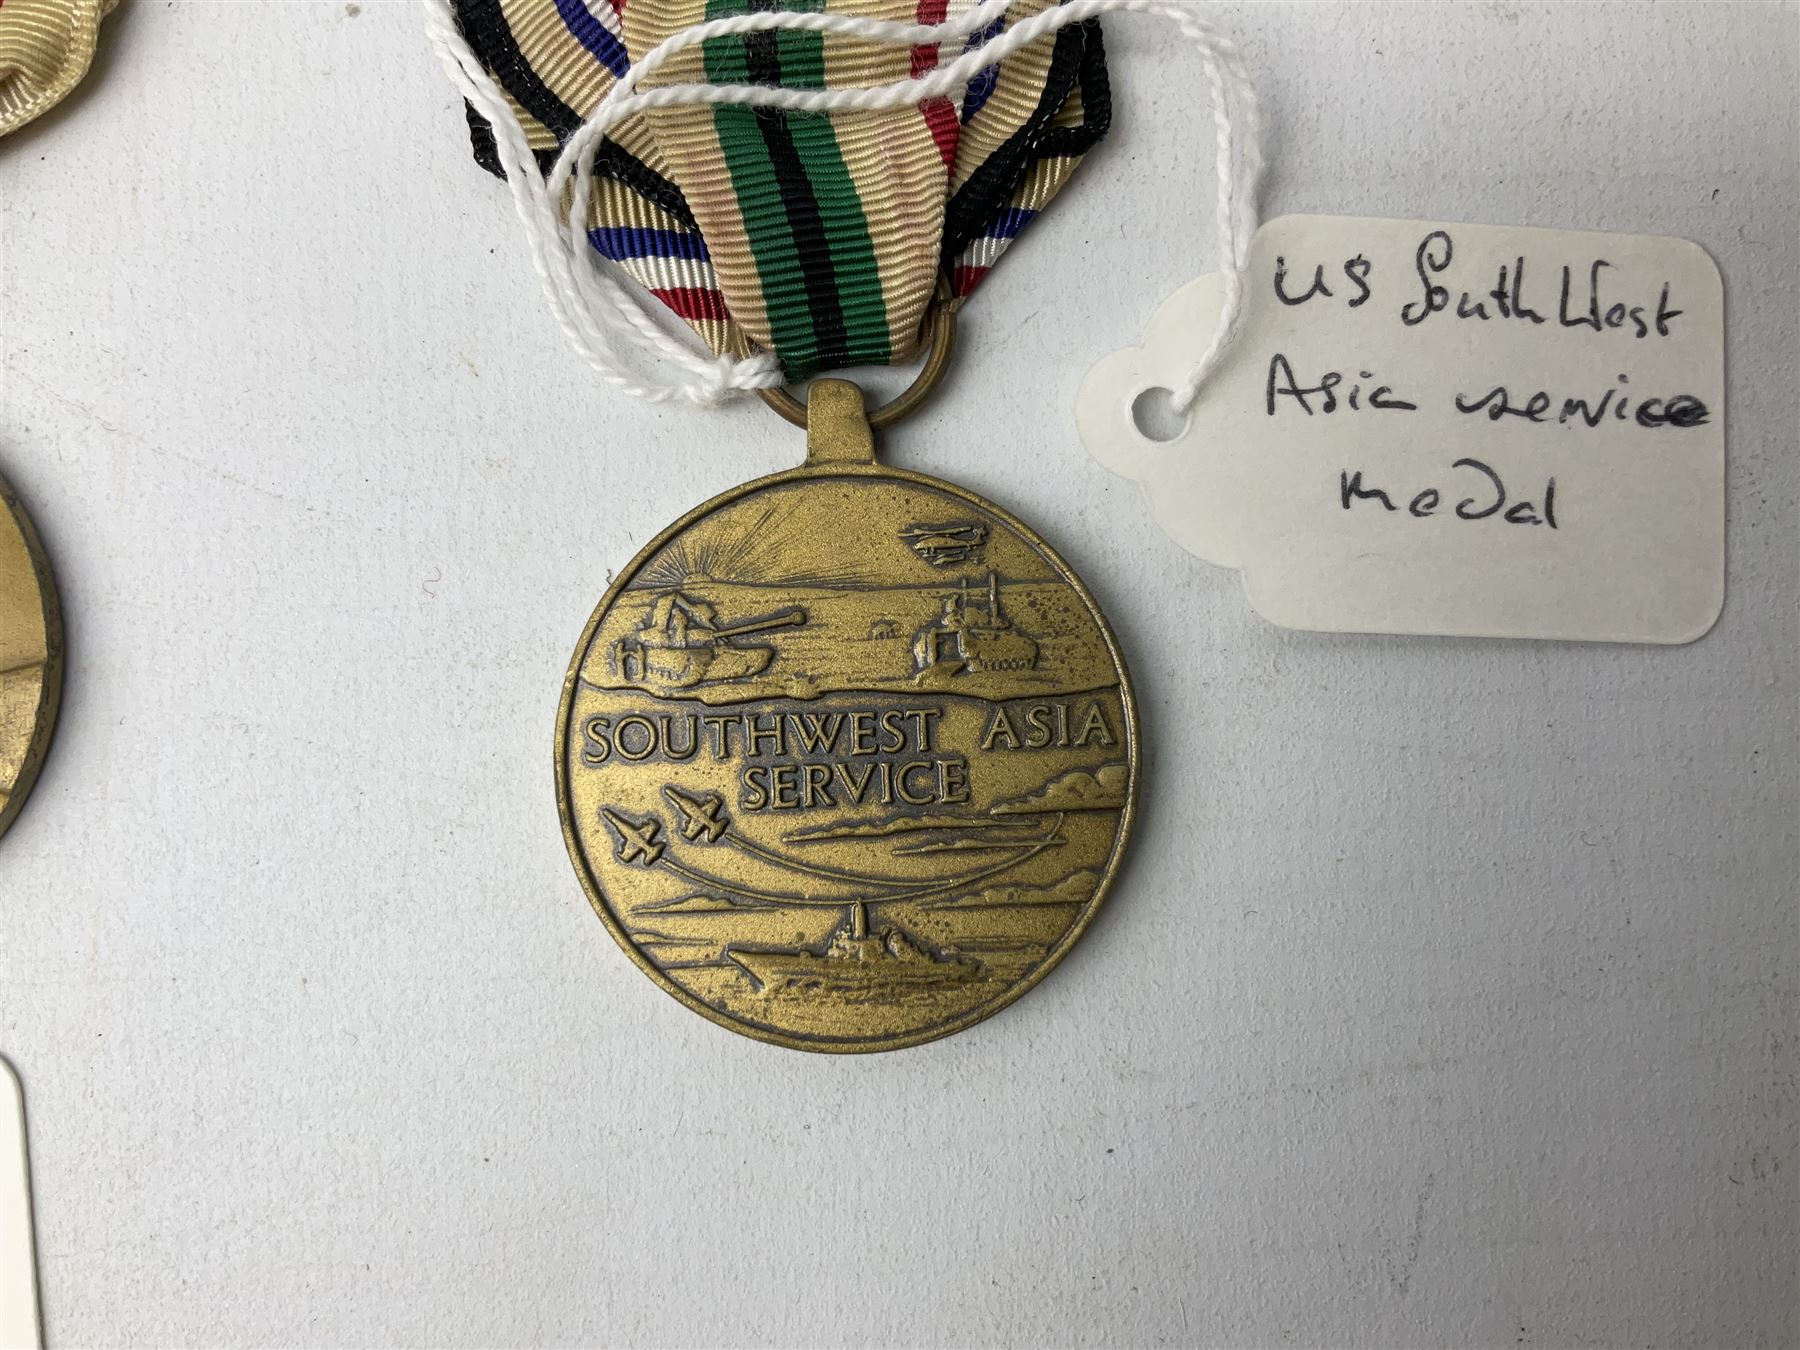 US South West
Asia service
medal
SOUTHWEST ASIA
SERVICE